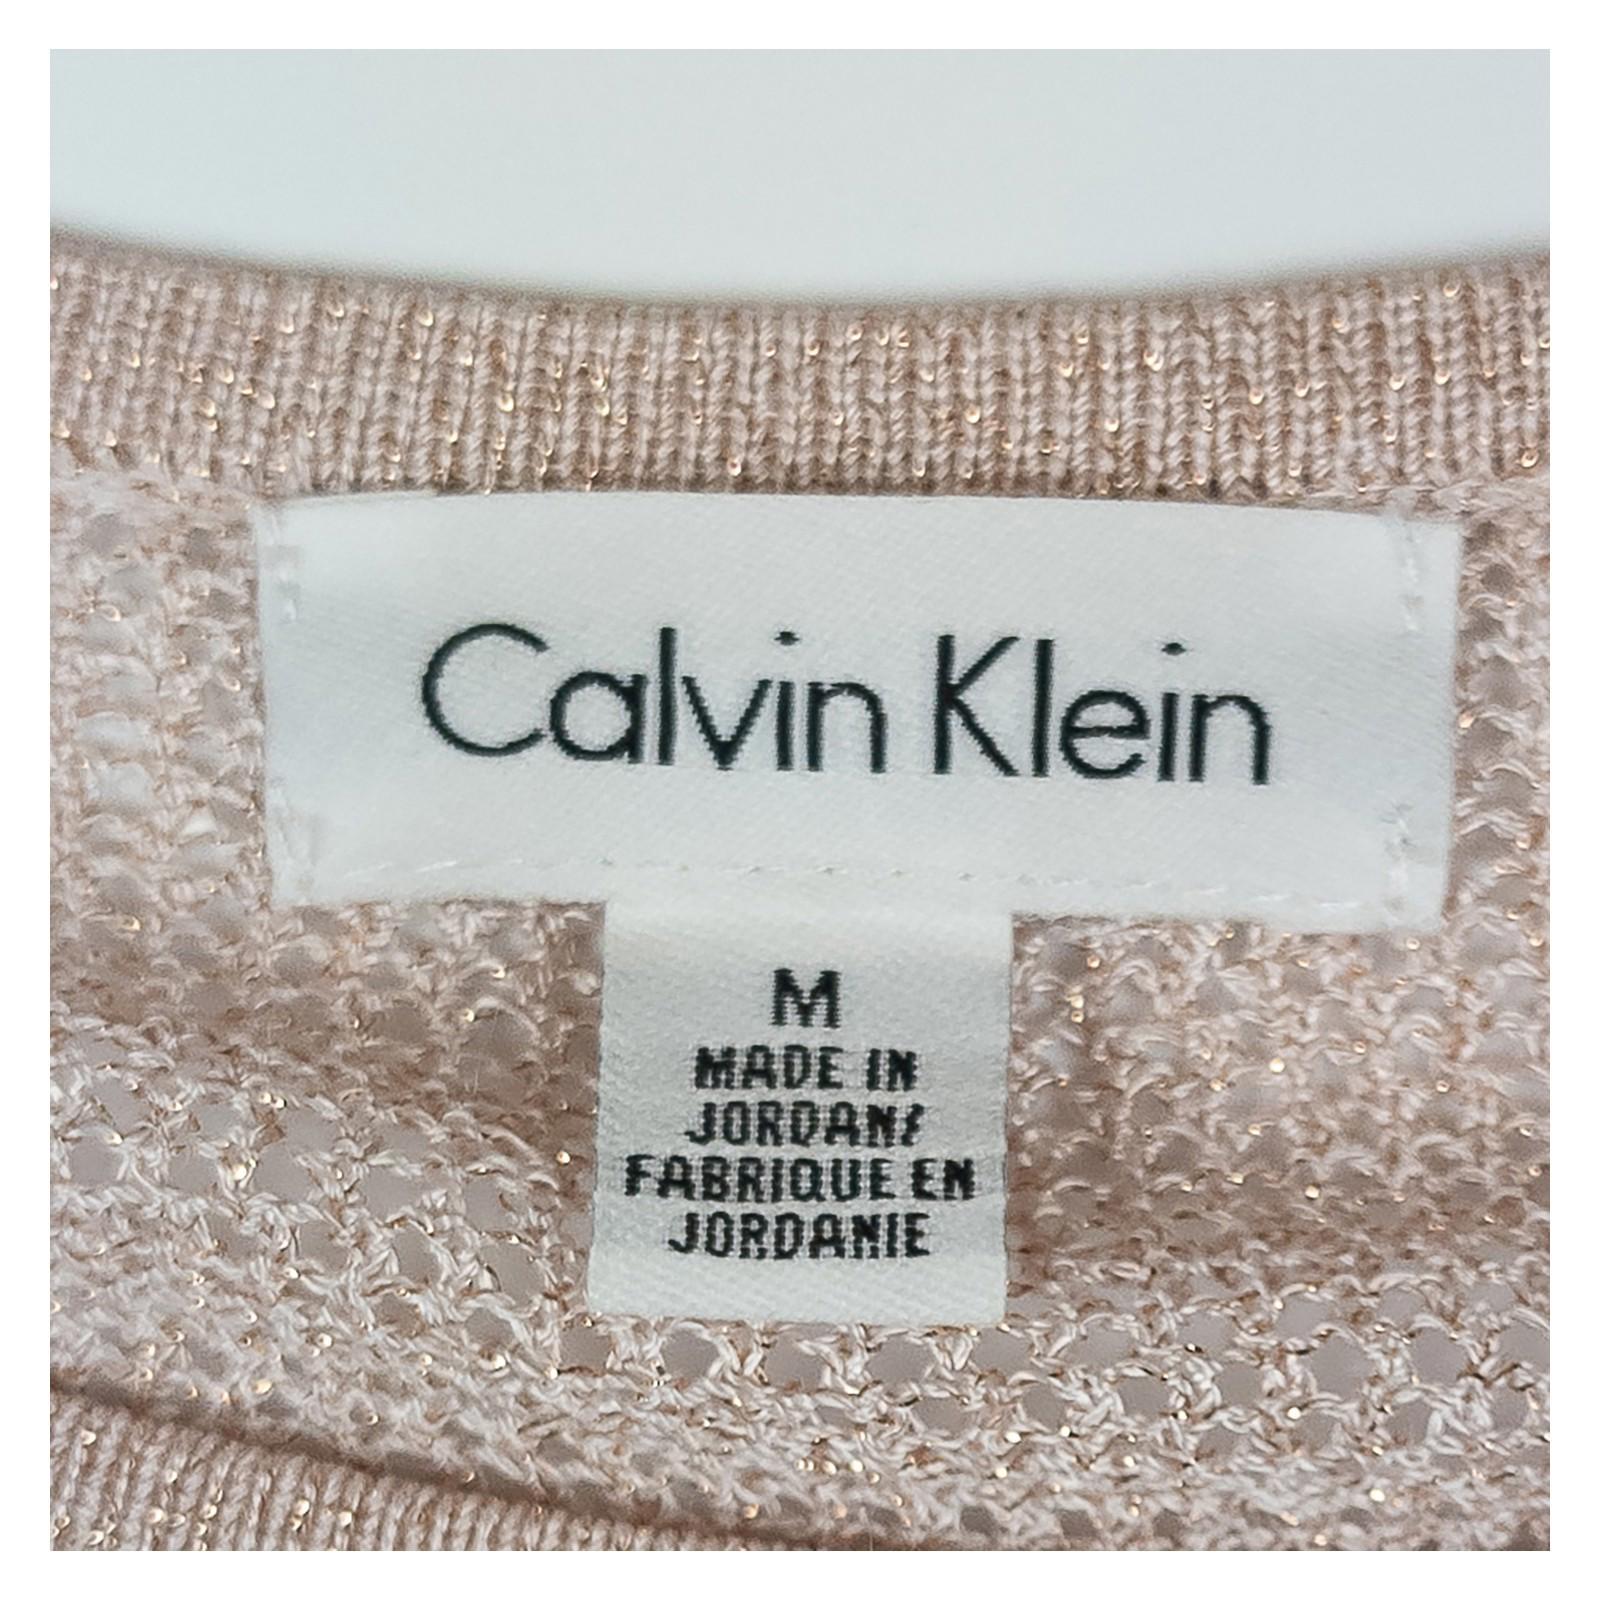 Calvin Klein
M
MADE IN
JORDAN/
FABRIQUE EN
JORDANIE